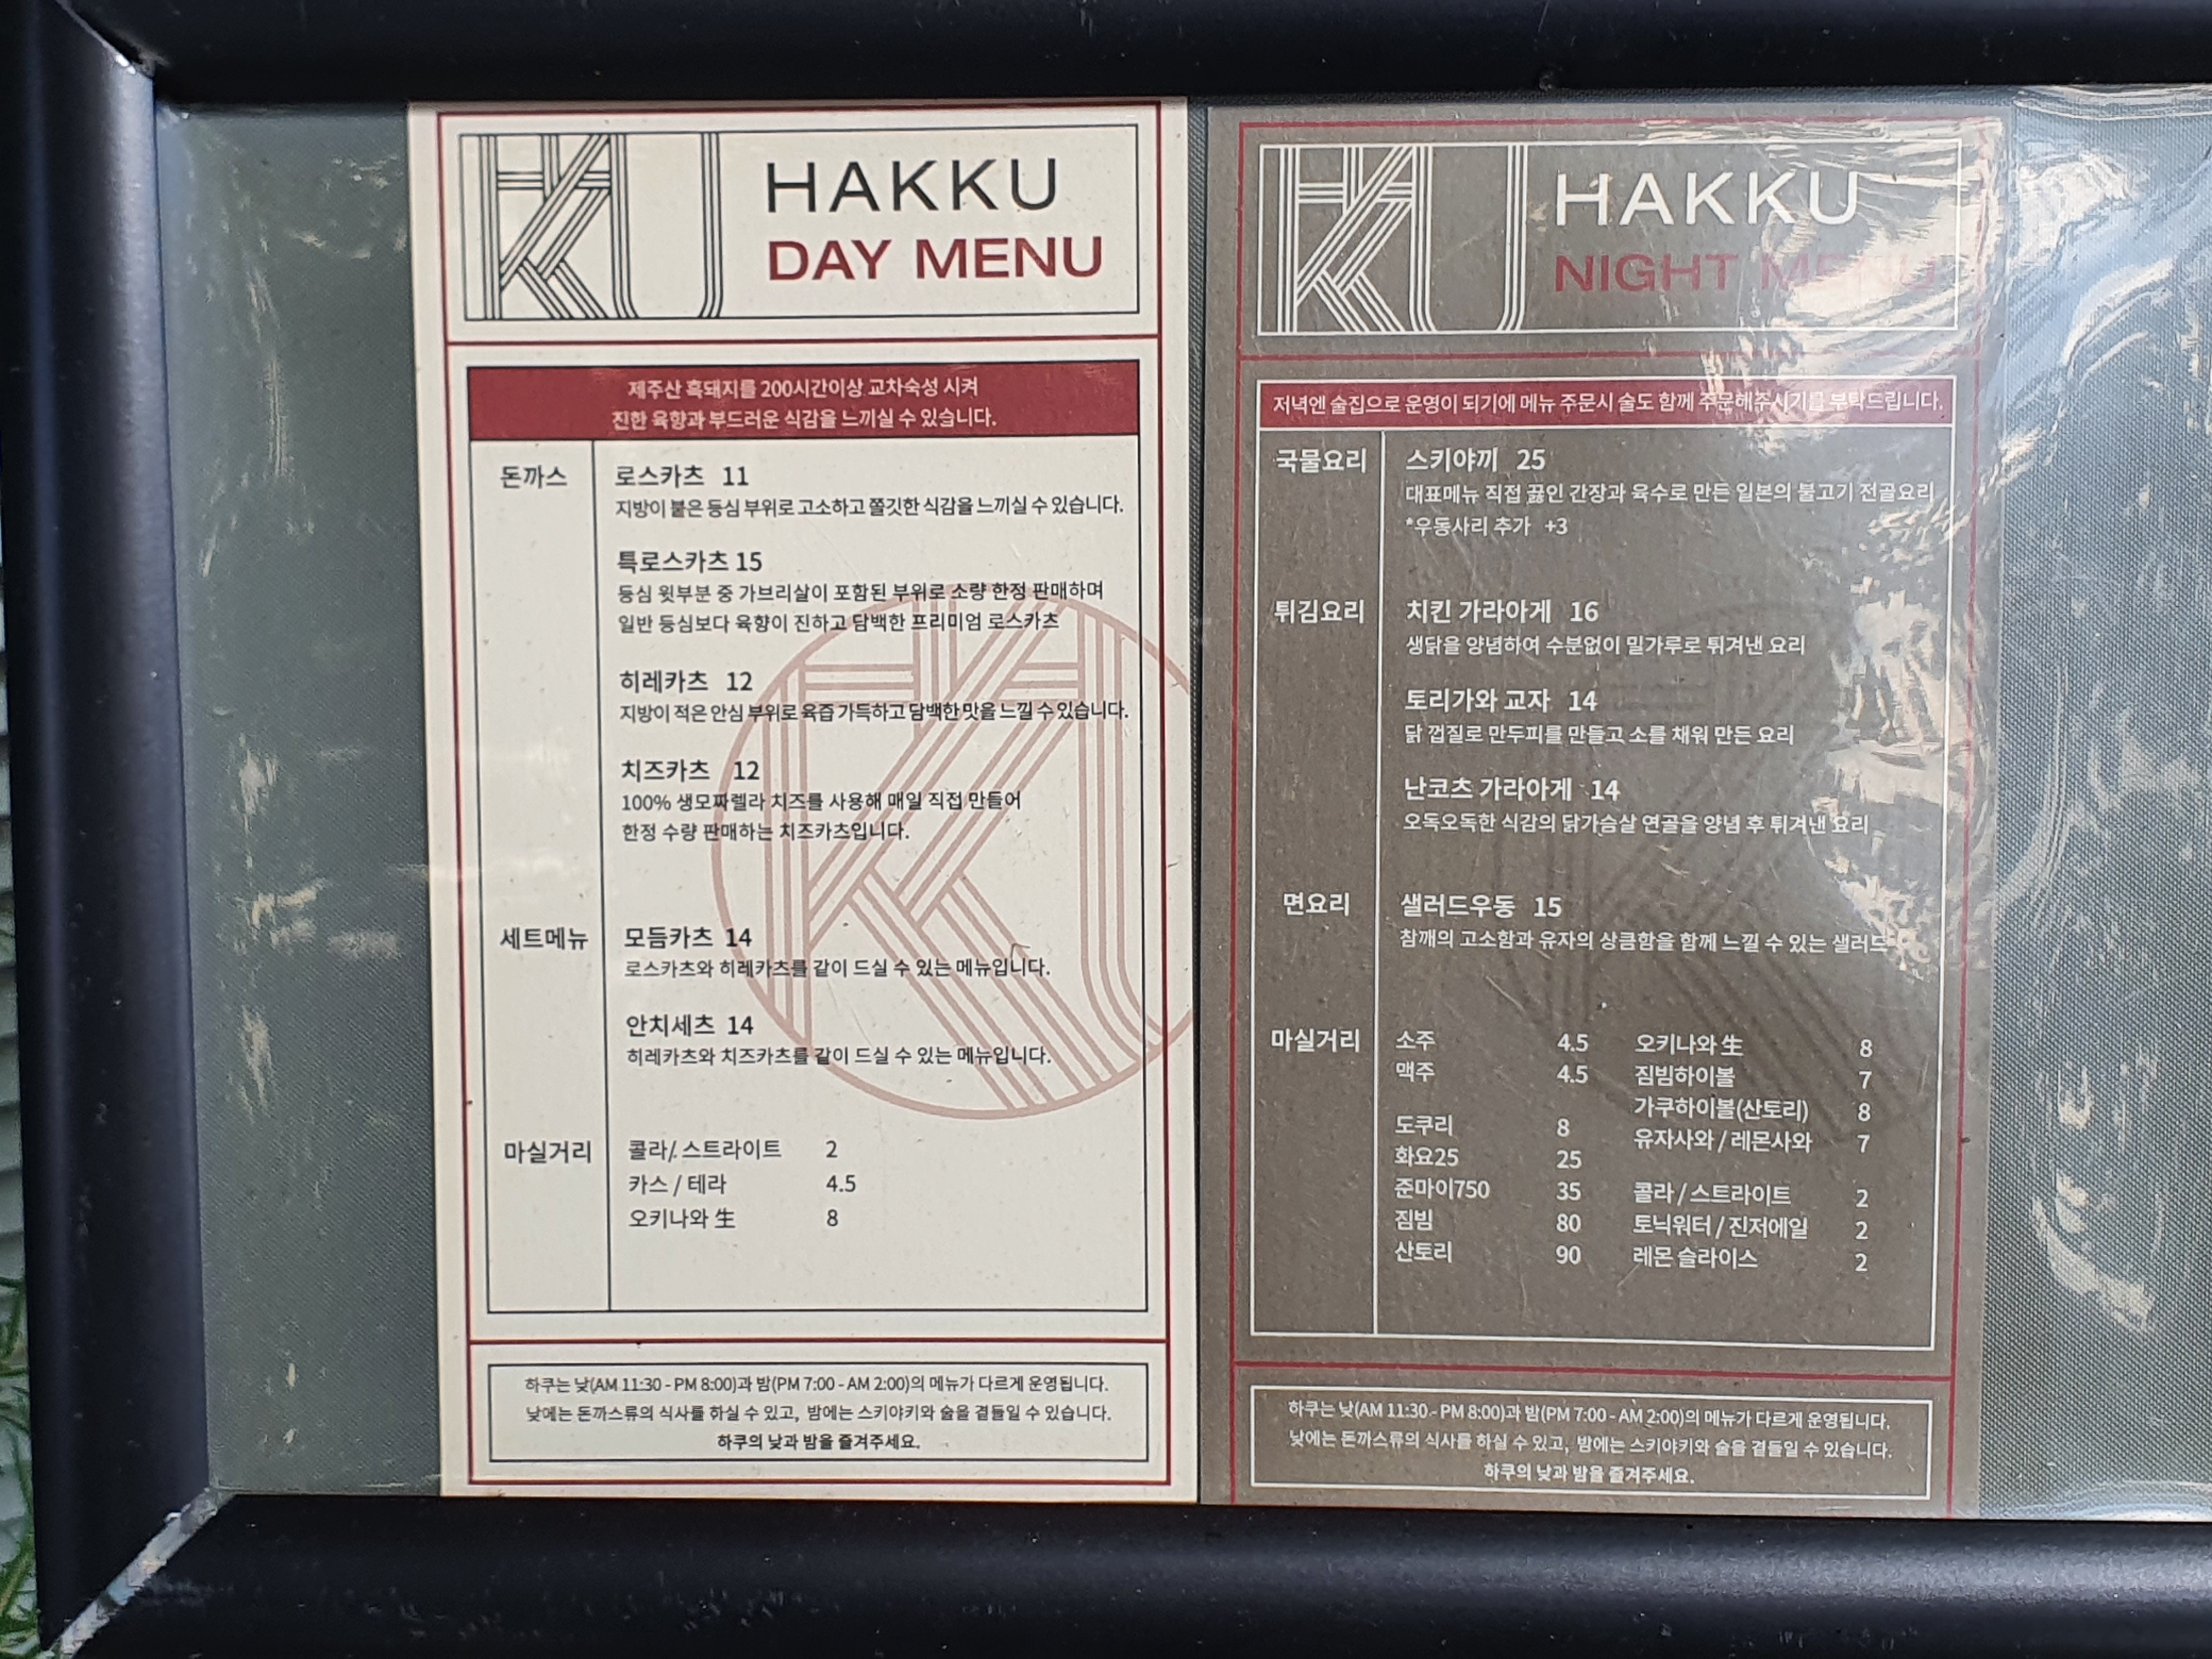 HAKKU
DAY MENU
제주산 흑돼지를 200시간이상 교차숙성 시켜
진한 육향과 부드러운 식감을 느끼실 수 있습니다.
돈까스
로스카츠 11
지방이 붙은 등심 부위로 고소하고 쫄깃한 식감을 느끼실 수 있습니다.
특로스카츠 15
등심 윗부분 중 가브리살이 포함된 부위로 소량 한정 판매하며
일반 등심보다 육향이 진하고 담백한 프리미엄 로스카츠
히레카츠 12
지방이 적은 안심 부위로 육즙 가득하고 담백한 맛을 느낄 수 있습니다.
치즈카츠 12
100% 생모짜렐라 치즈를 사용해 매일 직접 만들어
한정 수량 판매하는 치즈카츠입니다.
세트메뉴
모듬카츠 14
로스카츠와 히레카츠를 같이 드실 수 있는 메뉴입니다.
안치세츠 14
히레카츠와 치즈카츠를 같이 드실 수 있는 메뉴입니다.
마실거리
콜라/ 스트라이트 2
카스 / 테라 4.5
오키나와 生 8
하쿠는 낮(AM 11:30 - PM 8:00)과 밤(PM 7:00 - AM 2:00)의 메뉴가 다르게 운영됩니다.
낮에는 돈까스류의 식사를 하실 수 있고, 밤에는 스키야키와 술을 곁들일 수 있습니다.
하쿠의 낮과 밤을 즐겨주세요.
HAKKU
NIGHT MENU
저녁엔 술집으로 운영이 되기에 메뉴 주문시 술도 함께 주문해주시기를 부탁드립니다.
국물요리
스키야끼 25
대표메뉴 직접 끓인 간장과 육수로 만든 일본의 불고기 전골요리
*우동사리 추가 +3
튀김요리
치킨 가라아게 16
생닭을 양념하여 수분없이 밀가루로 튀겨낸 요리
토리가와 교자 14
닭 껍질로 만두피를 만들고 소를 채워 만든 요리
난코츠 가라아게 14
오독오독한 식감의 닭가슴살 연골을 양념 후 튀겨낸 요리
면요리
샐러드우동 15
참깨의 고소함과 유자의 상큼함을 함께 느낄 수 있는 샐러드
마실거리
소주 4.5
맥주 4.5
도쿠리 8
화요25 25
준마이750 35
짐빔 80
산토리 90
오키나와 生 8
짐빔하이볼 7
가쿠하이볼(산토리) 8
유자사와 / 레몬사와 7
콜라 / 스트라이트 2
토닉워터 / 진저에일 2
레몬 슬라이스 2
하쿠는 낮(AM 11:30 - PM 8:00)과 밤(PM 7:00 - AM 2:00)의 메뉴가 다르게 운영됩니다.
낮에는 돈까스류의 식사를 하실 수 있고, 밤에는 스키야키와 술을 곁들일 수 있습니다.
하쿠의 낮과 밤을 즐겨주세요.